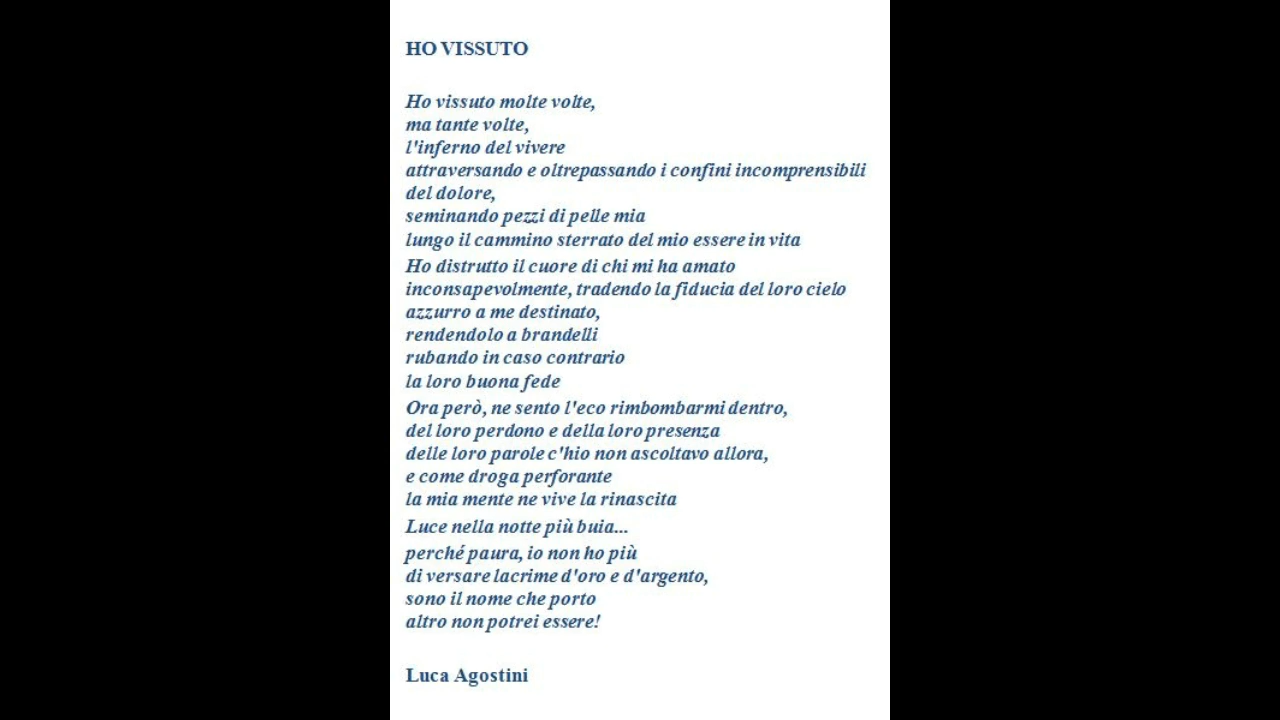 HO VISSUTO
Ho vissuto molte volte,
ma tante volte,
l'inferno del vivere
attraversando e oltrepassando i confini incomprensibili
del dolore,
seminando pezzi di pelle mia
lungo il cammino sterrato del mio essere in vita
Ho distrutto il cuore di chi mi ha amato
inconsapevolmente, tradendo la fiducia del loro cielo
azzurro a me destinato,
rendendolo a brandelli
rubando in caso contrario
la loro buona fede
Ora però, ne sento l'eco rimbombarmi dentro,
del loro perdono e della loro presenza
delle loro parole c'hio non ascoltavo allora,
e come droga perforante
la mia mente ne vive la rinascita
Luce nella notte più buia...
perché paura, io non ho più
di versare lacrime d'oro e d'argento,
sono il nome che porto
altro non potrei essere!
Luca Agostini